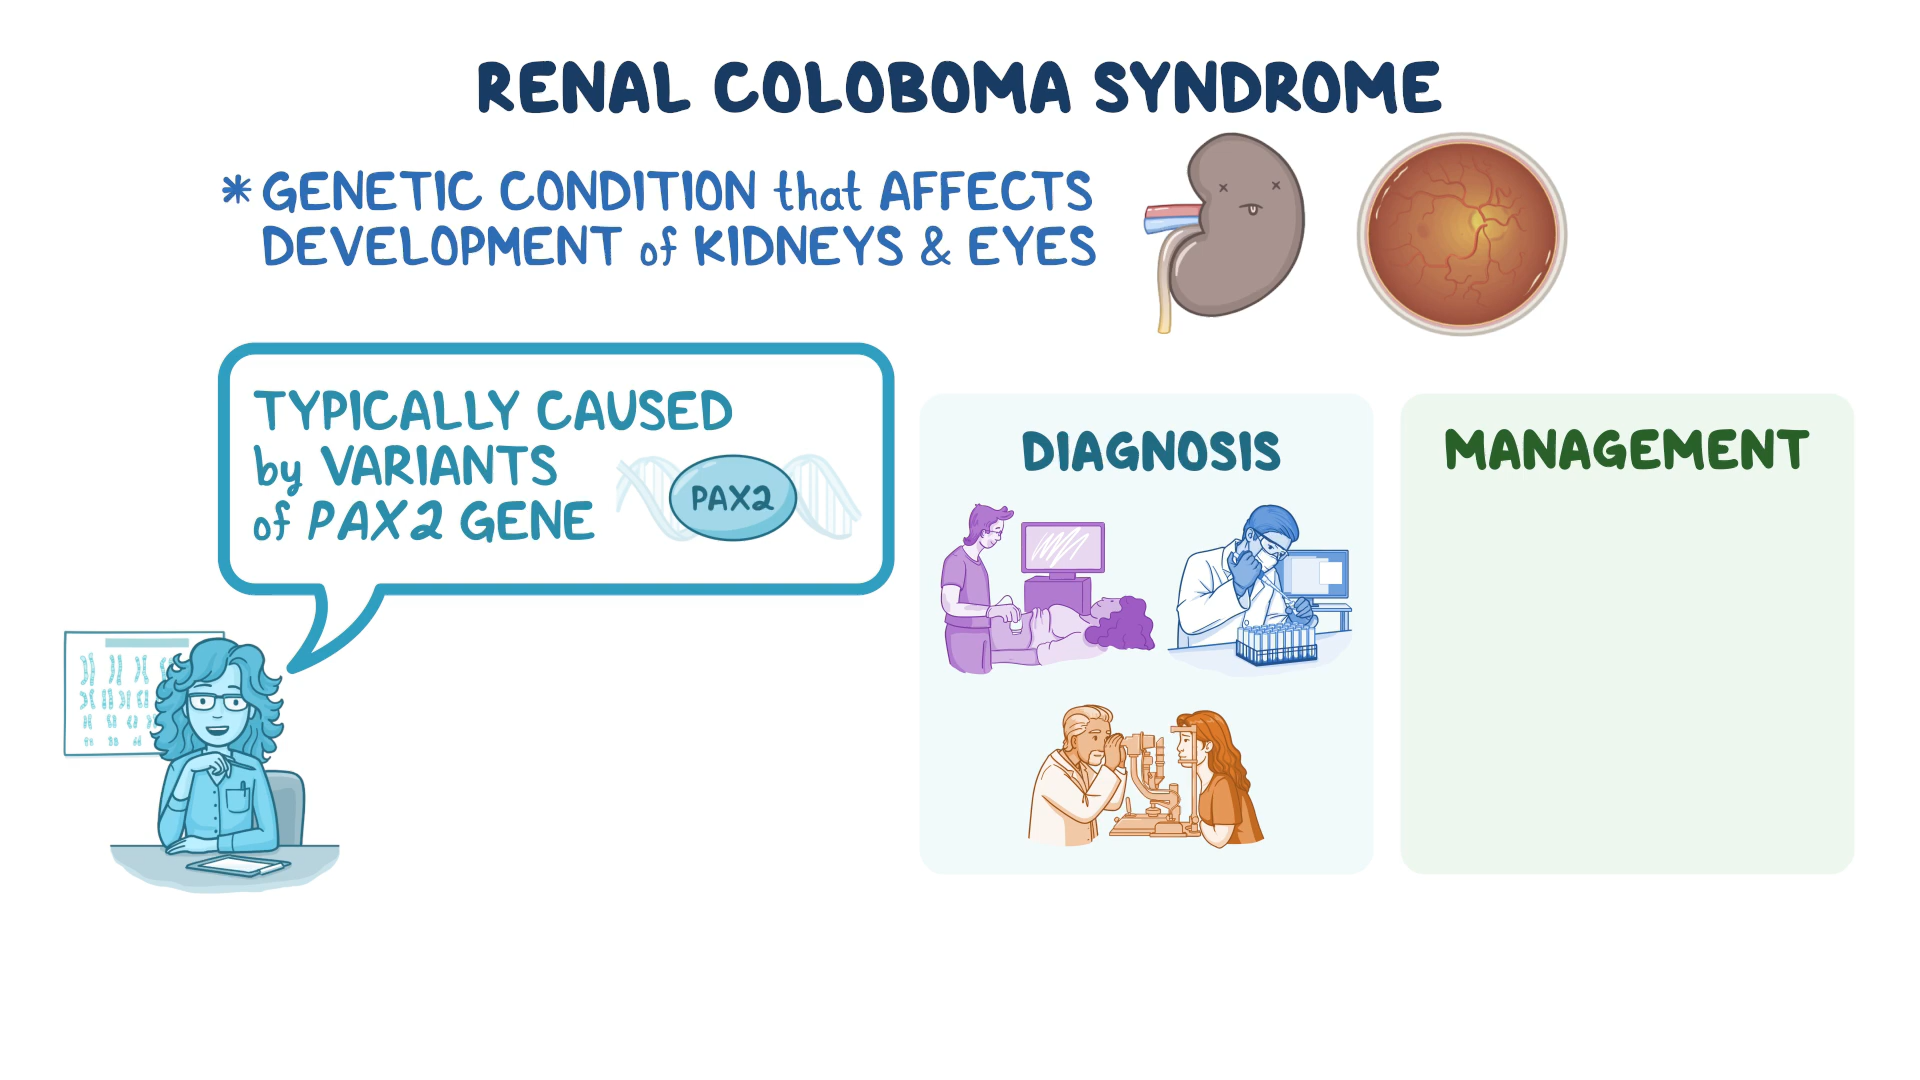 RENAL COLOBOMA SYNDROME
* GENETIC CONDITION that AFFECTS
DEVELOPMENT of KIDNEYS & EYES
TYPICALLY CAUSED
by VARIANTS
of PAX2 GENE
PAX2
DIAGNOSIS
MANAGEMENT